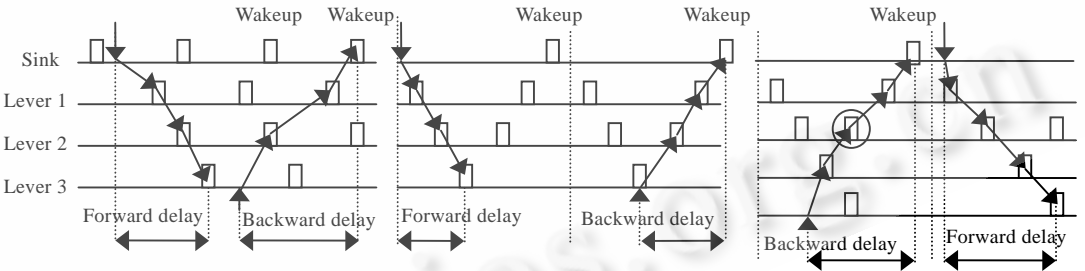 Wakeup Wakeup Wakeup Wakeup Wakeup
Sink
Lever 1
Lever 2
Lever 3
Forward delay Backward delay Forward delay Backward delay Backward delay Forward delay